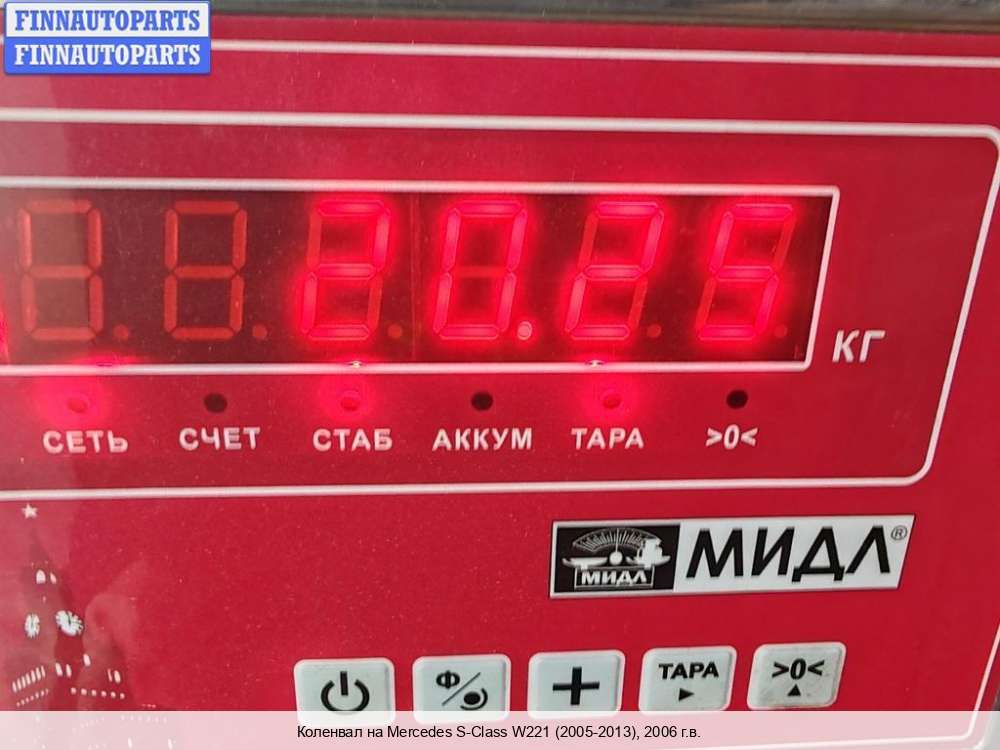 FINNAUTOPARTS
FINNAUTOPARTS
20.25
КГ
СЕТЬ СЧЕТ СТАБ АККУМ ТАРА >0<
МИДЛ МИДЛ®
Ф ТАРА >0<
Коленвал на Mercedes S-Class W221 (2005-2013), 2006 г.в.